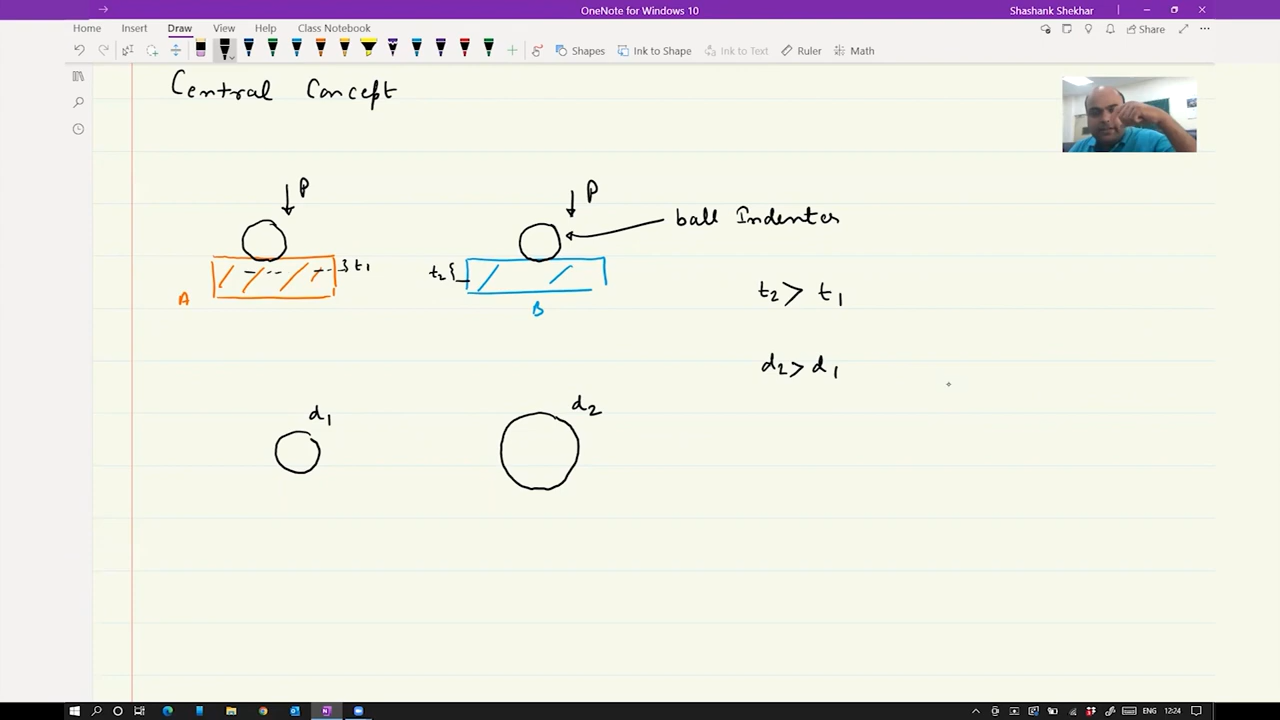 OneNote for Windows 10
Shashank Shekhar
Home Insert Draw View Help Class Notebook
Shapes Ink to Shape Ink to Text Ruler Math Share
Central Concept
P
P
ball Indenter
t1
t2
A
B
t2 > t1
d2 > d1
d1
d2
ENG 12:24